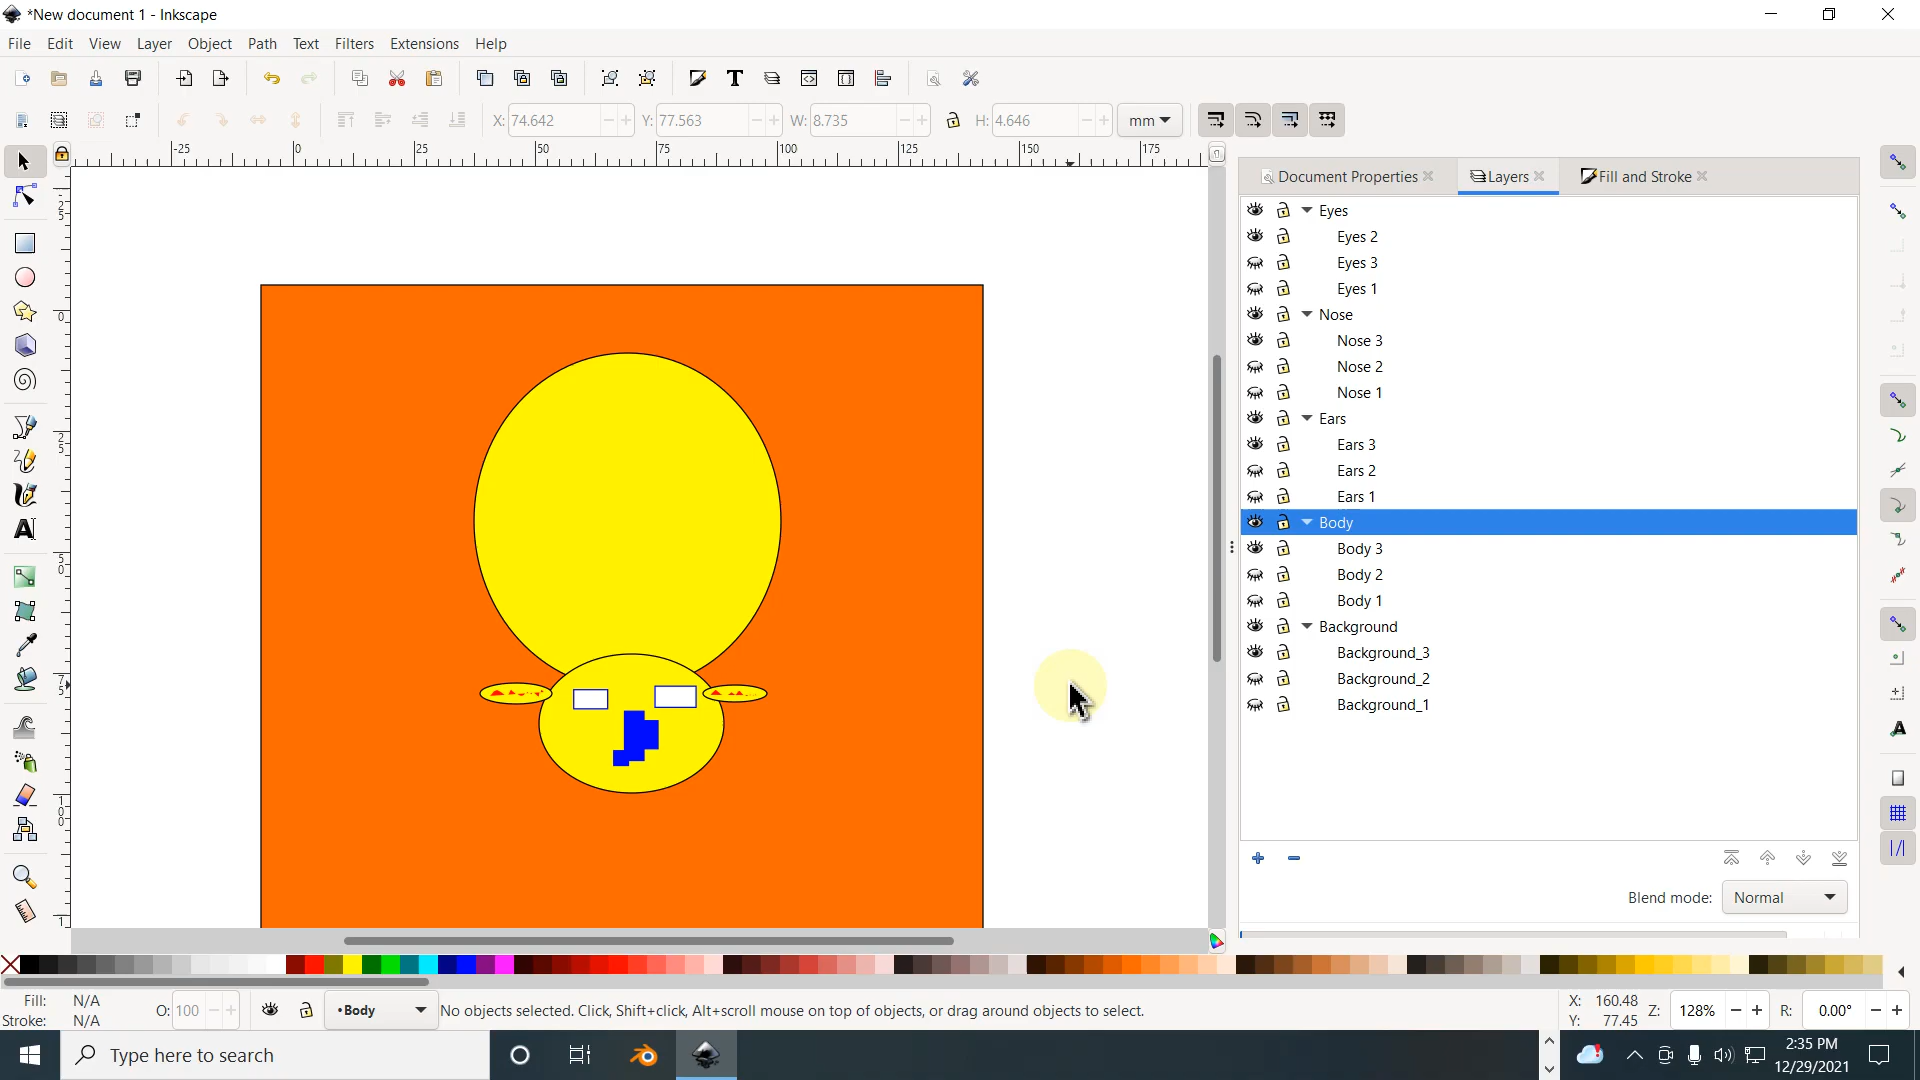 *New document 1 - Inkscape
File Edit View Layer Object Path Text Filters Extensions Help
X: 74.642 Y: 77.563 W: 8.735 H: 4.646 mm
-25 0 25 50 75 100 125 150 175
Document Properties Layers Fill and Stroke
Eyes
Eyes 2
Eyes 3
Eyes 1
Nose
Nose 3
Nose 2
Nose 1
Ears
Ears 3
Ears 2
Ears 1
Body
Body 3
Body 2
Body 1
Background
Background_3
Background_2
Background_1
Blend mode: Normal
Fill: N/A
Stroke: N/A
O: 100
•Body
No objects selected. Click, Shift+click, Alt+scroll mouse on top of objects, or drag around objects to select.
X: 160.48
Y: 77.45
Z: 128% R: 0.00°
Type here to search
2:35 PM
12/29/2021